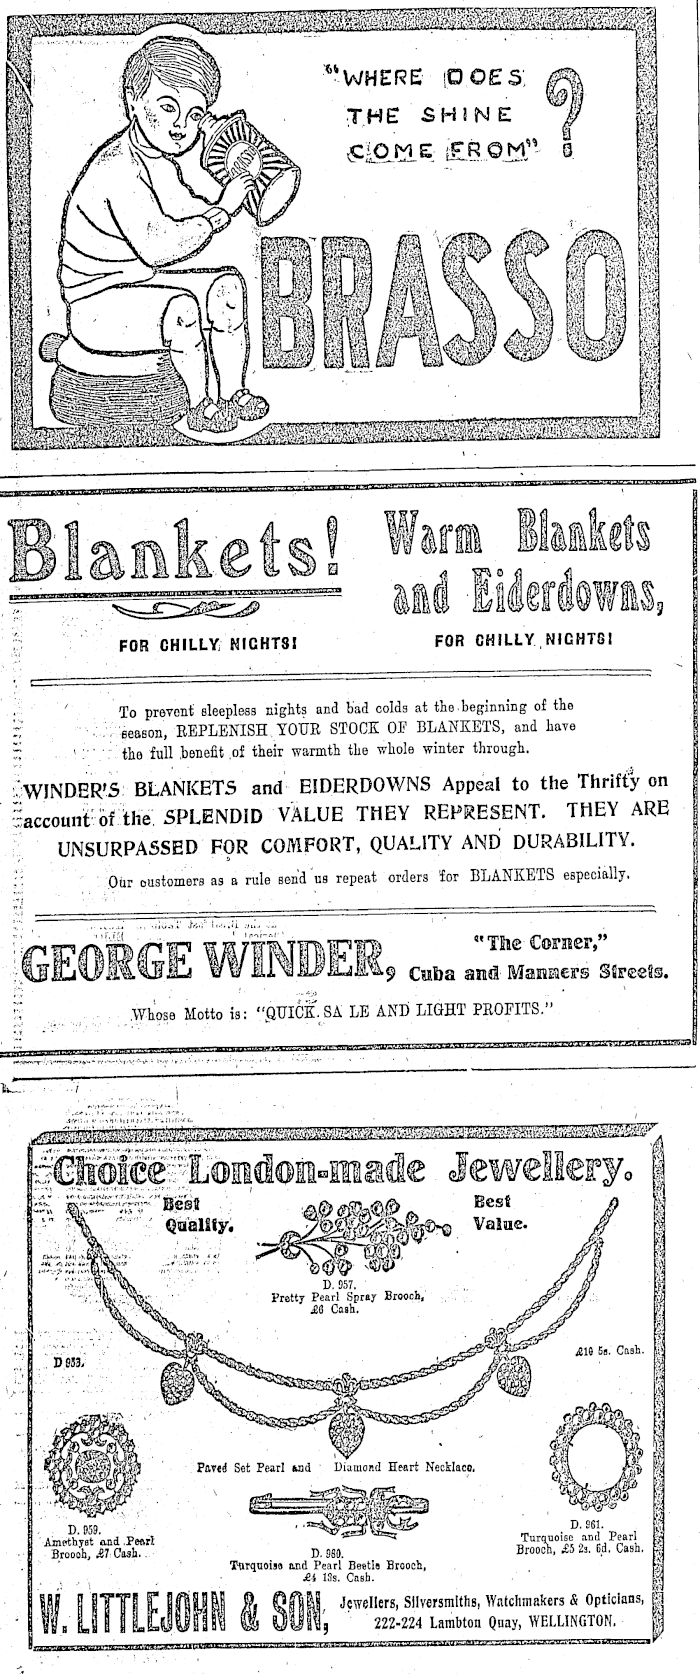 "WHERE DOES
THE SHINE
COME FROM" ?
BRASSO
Blankets!
FOR CHILLY NIGHTS!
Warm Blankets
and Eiderdowns,
FOR CHILLY NIGHTS!
To prevent sleepless nights and bad colds at the beginning of the
season, REPLENISH YOUR STOCK OF BLANKETS, and have
the full benefit of their warmth the whole winter through.
WINDER'S BLANKETS and EIDERDOWNS Appeal to the Thrifty on
account of the SPLENDID VALUE THEY REPRESENT. THEY ARE
UNSURPASSED FOR COMFORT, QUALITY AND DURABILITY.
Our customers as a rule send us repeat orders for BLANKETS especially.
GEORGE WINDER,
"The Corner,"
Cuba and Manners Streets.
Whose Motto is: "QUICK SA LE AND LIGHT PROFITS."
Choice London-made Jewellery.
Best
Quality.
Best
Value.
D. 957.
Pretty Pearl Spray Brooch,
£6 Cash.
D 953.
£10 5s. Cash.
Paved Set Pearl and Diamond Heart Necklace.
D. 959.
Amethyst and Pearl
Brooch, £7 Cash.
D. 960.
Turquoise and Pearl Beetle Brooch,
£4 13s. Cash.
D. 961.
Turquoise and Pearl
Brooch, £5 2s. 6d. Cash.
W. LITTLEJOHN & SON,
Jewellers, Silversmiths, Watchmakers & Opticians,
222-224 Lambton Quay, WELLINGTON.